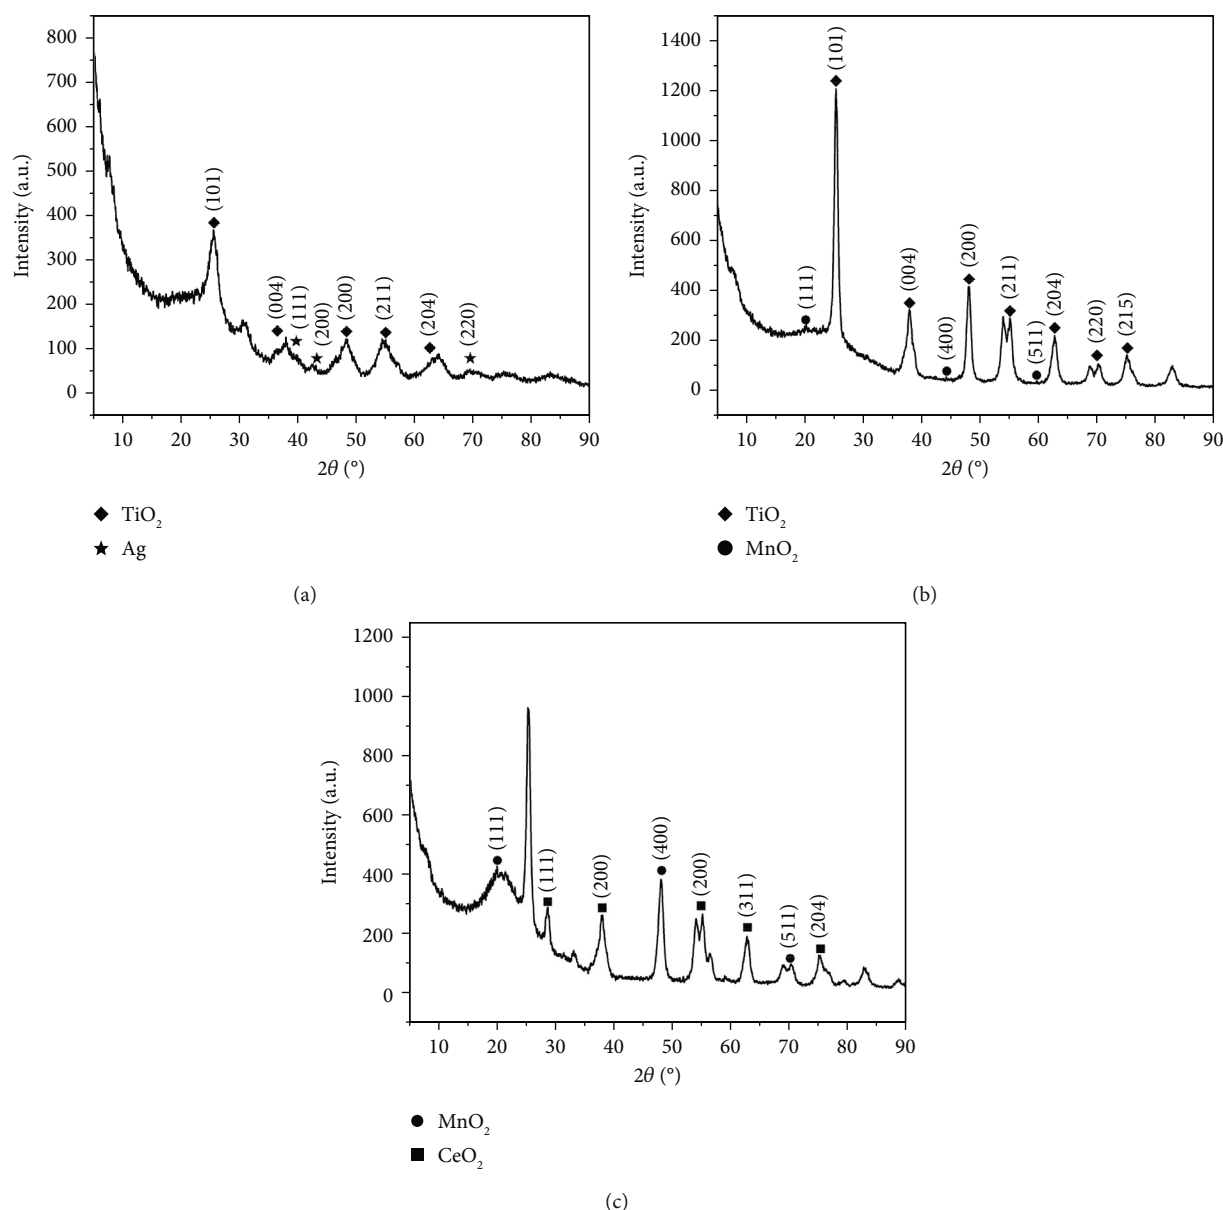 800
700
600
500
400
300
200
100
0
Intensity (a.u.)
(101)
(004)
(111)
(200)
(200)
(211)
(204)
(220)
10 20 30 40 50 60 70 80 90
2θ (°)
TiO₂
Ag
(a)
1400
1200
1000
800
600
400
200
0
Intensity (a.u.)
(111)
(101)
(004)
(400)
(200)
(211)
(511)
(204)
(220)
(215)
10 20 30 40 50 60 70 80 90
2θ (°)
TiO₂
MnO₂
(b)
1200
1000
800
600
400
200
0
Intensity (a.u.)
(111)
(111)
(200)
(400)
(200)
(311)
(511)
(204)
10 20 30 40 50 60 70 80 90
2θ (°)
MnO₂
CeO₂
(c)